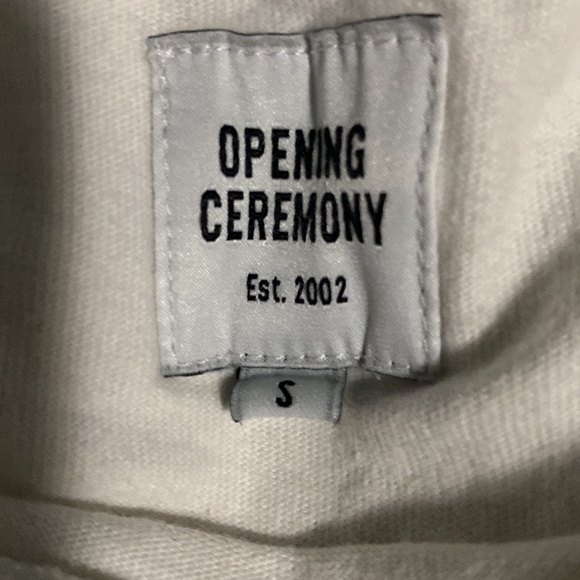 OPENING
CEREMONY
Est. 2002
S